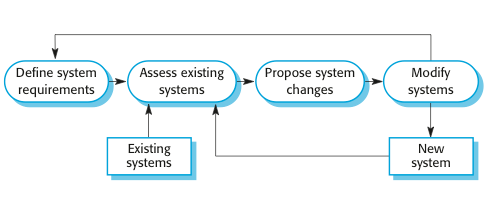 Define system
requirements
Assess existing
systems
Propose system
changes
Modify
systems
Existing
systems
New
system